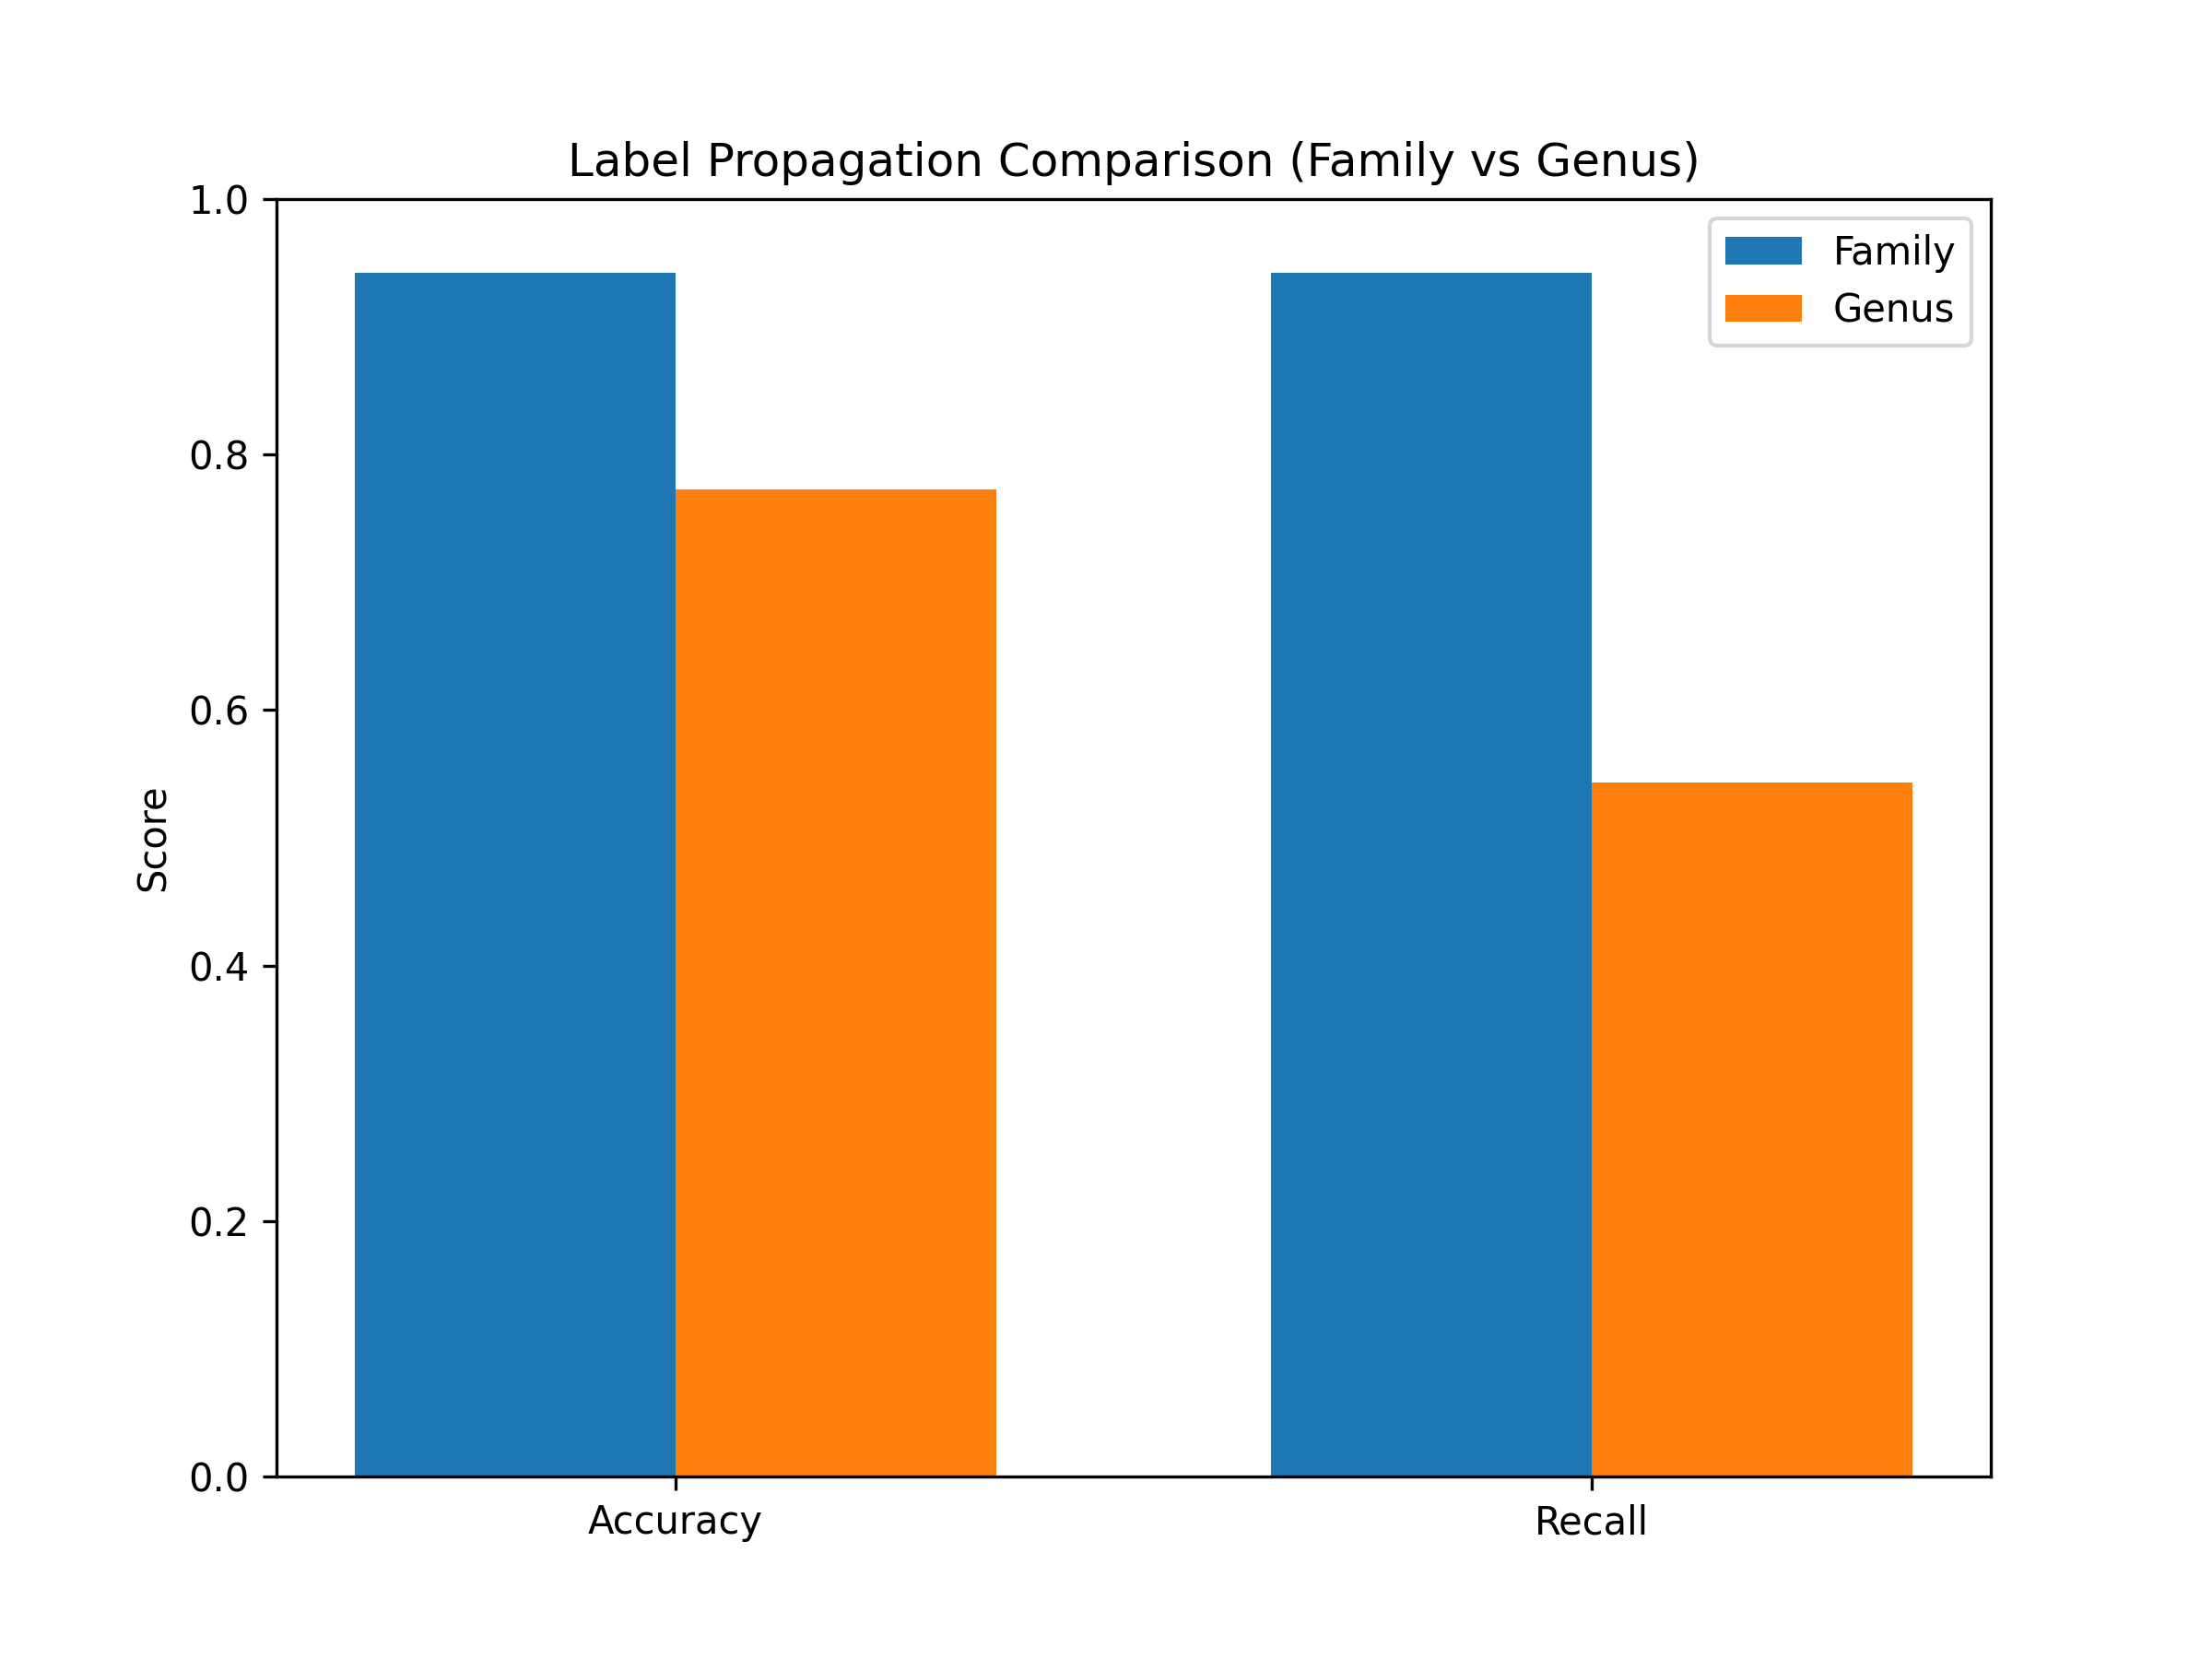 Label Propagation Comparison (Family vs Genus)
1.0
0.8
0.6
0.4
0.2
0.0
Score
Family
Genus
Accuracy
Recall